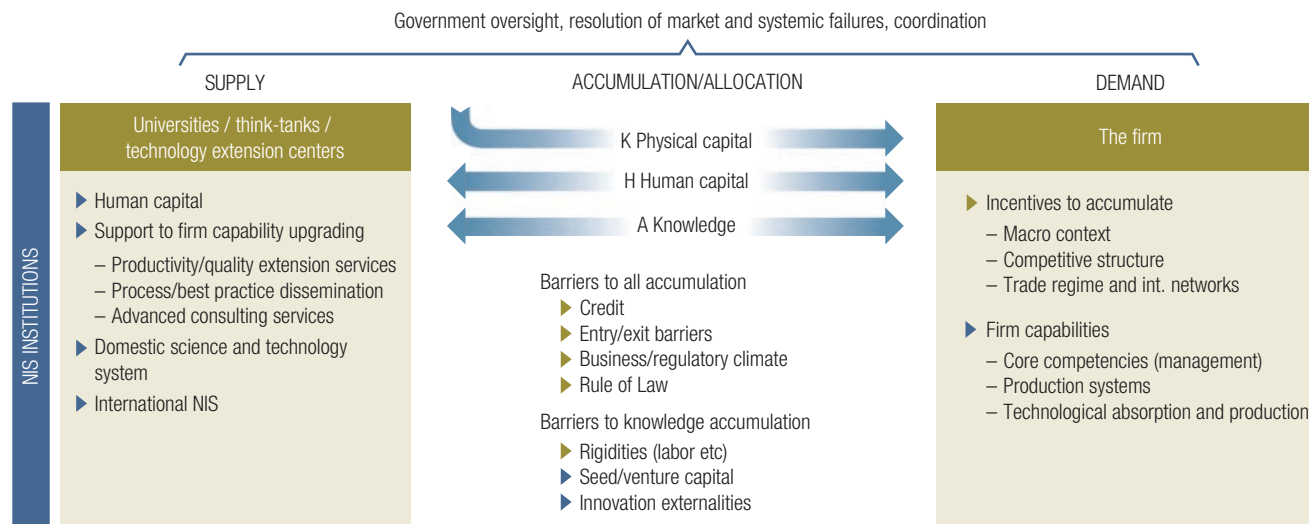 Government oversight, resolution of market and systemic failures, coordination
SUPPLY
ACCUMULATION/ALLOCATION
DEMAND
NIS INSTITUTIONS
Universities / think-tanks /
technology extension centers
Human capital
Support to firm capability upgrading
– Productivity/quality extension services
– Process/best practice dissemination
– Advanced consulting services
Domestic science and technology
system
International NIS
K Physical capital
H Human capital
A Knowledge
Barriers to all accumulation
Credit
Entry/exit barriers
Business/regulatory climate
Rule of Law
Barriers to knowledge accumulation
Rigidities (labor etc)
Seed/venture capital
Innovation externalities
The firm
Incentives to accumulate
– Macro context
– Competitive structure
– Trade regime and int. networks
Firm capabilities
– Core competencies (management)
– Production systems
– Technological absorption and production